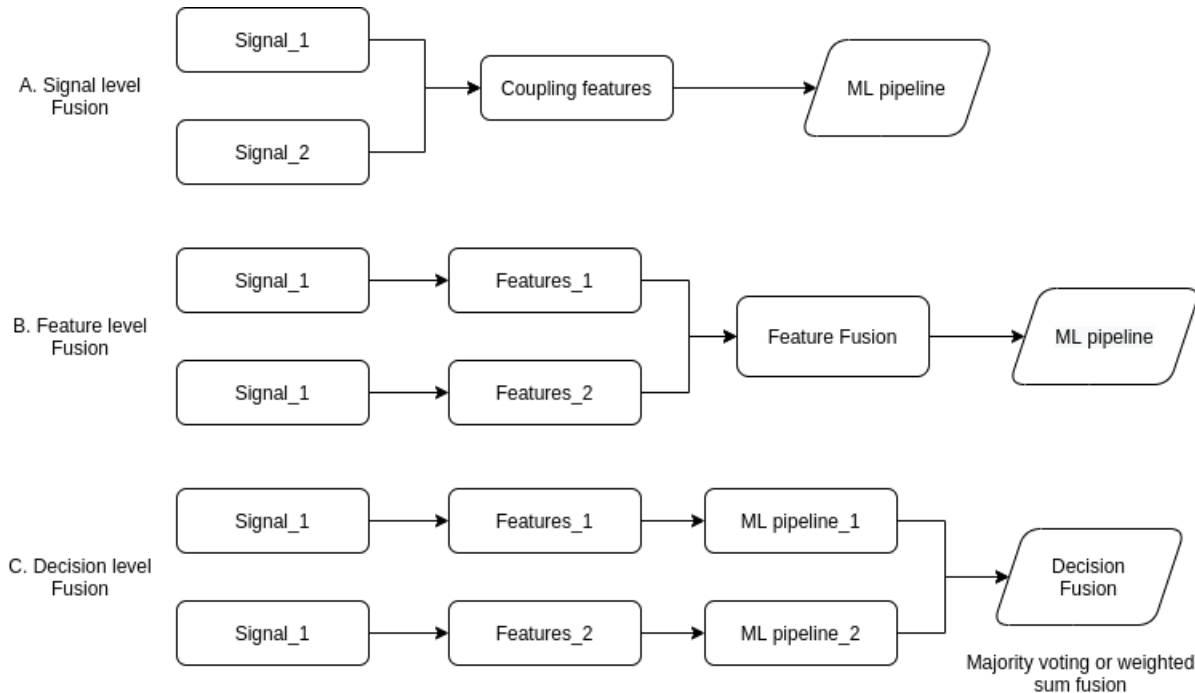 Signal_1
A. Signal level
Fusion
Coupling features
ML pipeline
Signal_2
Signal_1
Features_1
B. Feature level
Fusion
Feature Fusion
ML pipeline
Signal_1
Features_2
Signal_1
Features_1
ML pipeline_1
C. Decision level
Fusion
Decision
Fusion
Signal_1
Features_2
ML pipeline_2
Majority voting or weighted
sum fusion